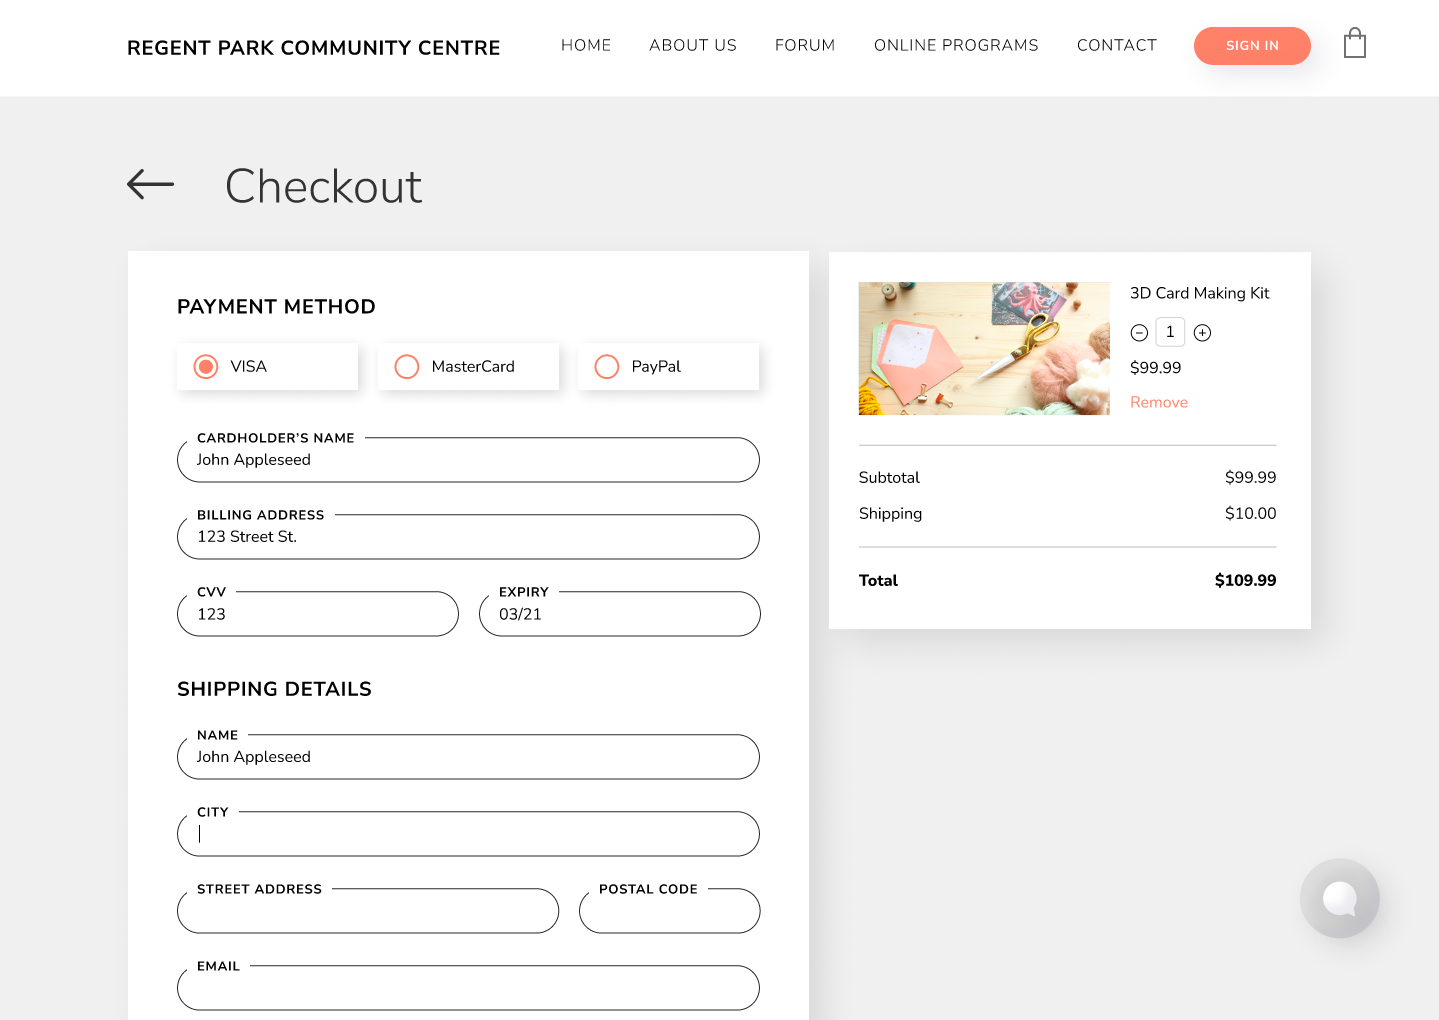 REGENT PARK COMMUNITY CENTRE
HOME ABOUT US FORUM ONLINE PROGRAMS CONTACT SIGN IN
Checkout
PAYMENT METHOD
VISA MasterCard PayPal
CARDHOLDER'S NAME
John Appleseed
BILLING ADDRESS
123 Street St.
CVV EXPIRY
123 03/21
SHIPPING DETAILS
NAME
John Appleseed
CITY
STREET ADDRESS POSTAL CODE
EMAIL
3D Card Making Kit
1
$99.99
Remove
Subtotal $99.99
Shipping $10.00
Total $109.99